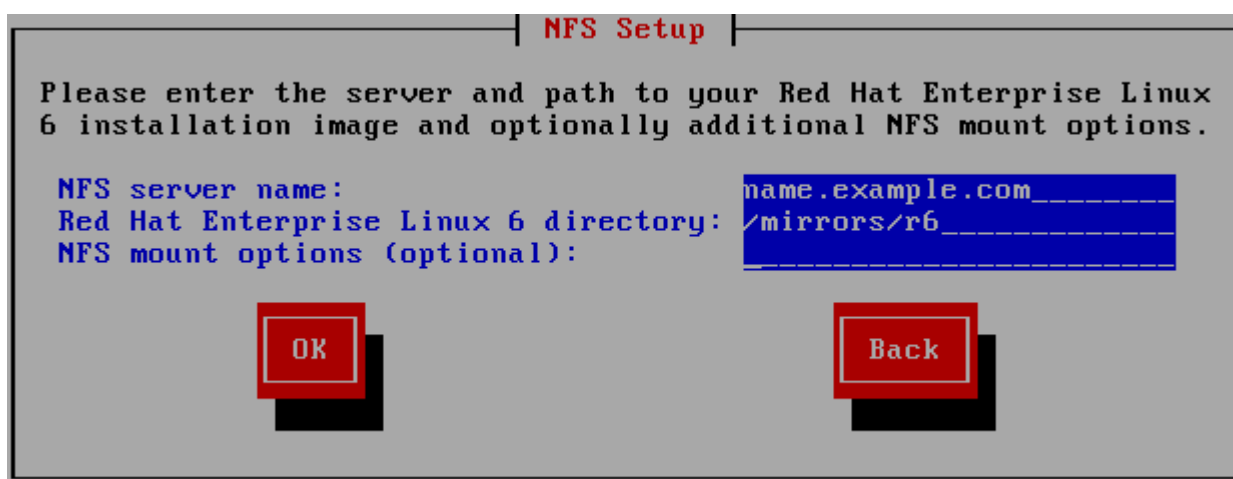 NFS Setup
Please enter the server and path to your Red Hat Enterprise Linux
6 installation image and optionally additional NFS mount options.
NFS server name: name.example.com________
Red Hat Enterprise Linux 6 directory: /mirrors/r6_____________
NFS mount options (optional): ________________________
OK Back